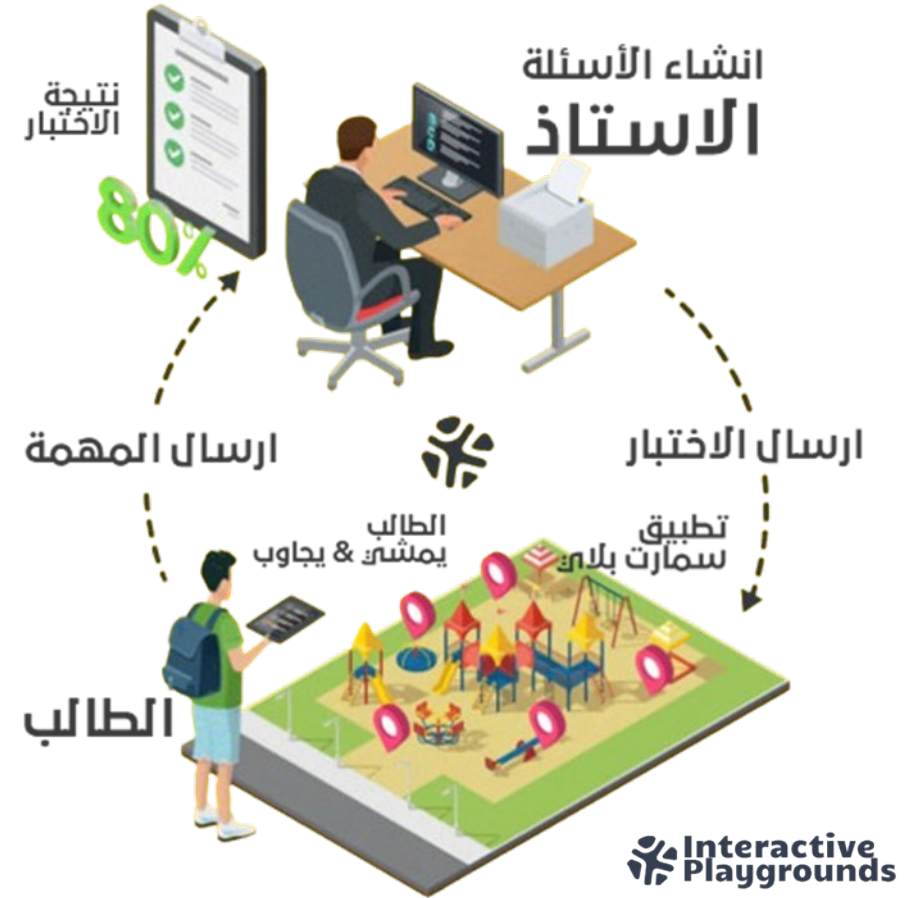 انشاء الأسئلة
الاستاذ
نتيجة
الاختبار
80%
ارسال الاختبار
ارسال المهمة
تطبيق
سمارت بلاي
الطالب
يمشي & يجاوب
الطالب
Interactive
Playgrounds